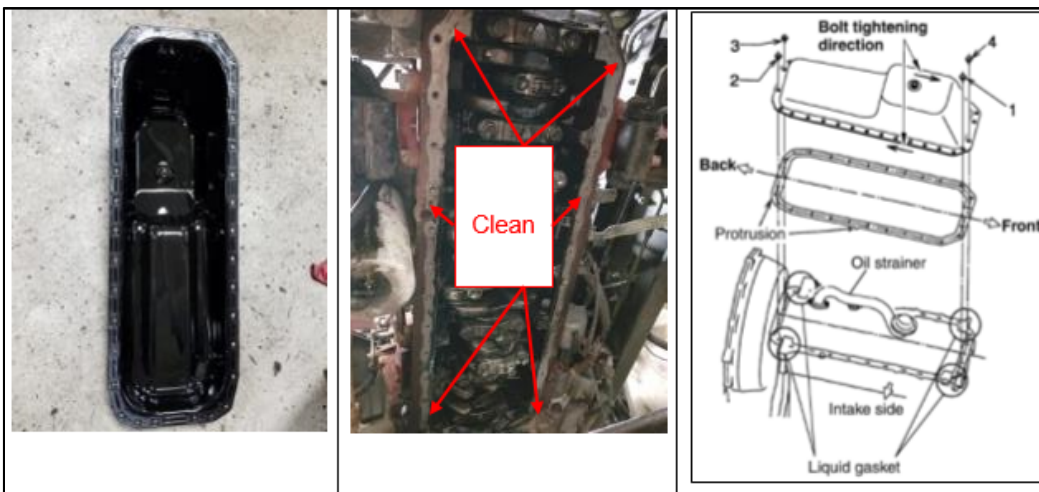 Clean
Bolt tightening
direction
3
4
2
1
Back
Front
Protrusion
Oil strainer
Intake side
Liquid gasket